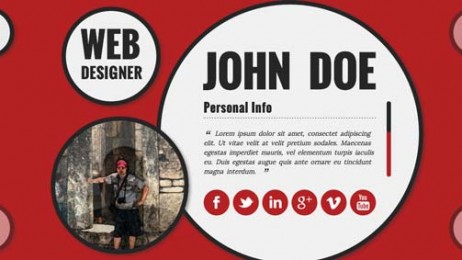 WEB
DESIGNER
JOHN DOE
Personal Info
❝ Lorem ipsum dolor sit amet, consectet adipiscing
elit. Ut vitae velit at velit pretium sodales. Maecenas
egestas imperdiet mauris, vel elementum turpis iaculis
eu. Duis egestas augue quis ante ornare eu tincidunt
magna interdum. ❞
f in g+ You Tube